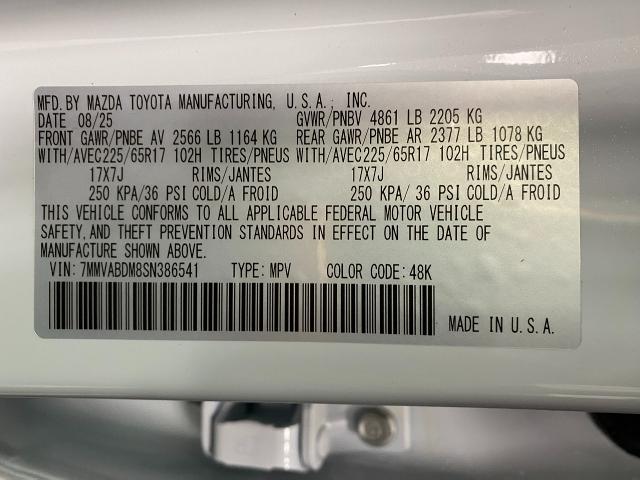 MFD.BY MAZDA TOYOTA MANUFACTURING, U.S.A., INC.
DATE 08/25 GVWR/PNBV 4861 LB 2205 KG
FRONT GAWR/PNBE AV 2566 LB 1164 KG REAR GAWR/PNBE AR 2377 LB 1078 KG
WITH/AVEC225/65R17 102H TIRES/PNEUS WITH/AVEC225/65R17 102H TIRES/PNEUS
17X7J RIMS/JANTES 17X7J RIMS/JANTES
250 KPA/36 PSI COLD/A FROID 250 KPA/ 36 PSI COLD/A FROID
THIS VEHICLE CONFORMS TO ALL APPLICABLE FEDERAL MOTOR VEHICLE
SAFETY,AND THEFT PREVENTION STANDARDS IN EFFECT ON THE DATE OF
MANUFACTURE SHOWN ABOVE.
VIN: 7MMVABDM8SN386541 TYPE: MPV COLOR CODE: 48K
MADE IN U.S.A.